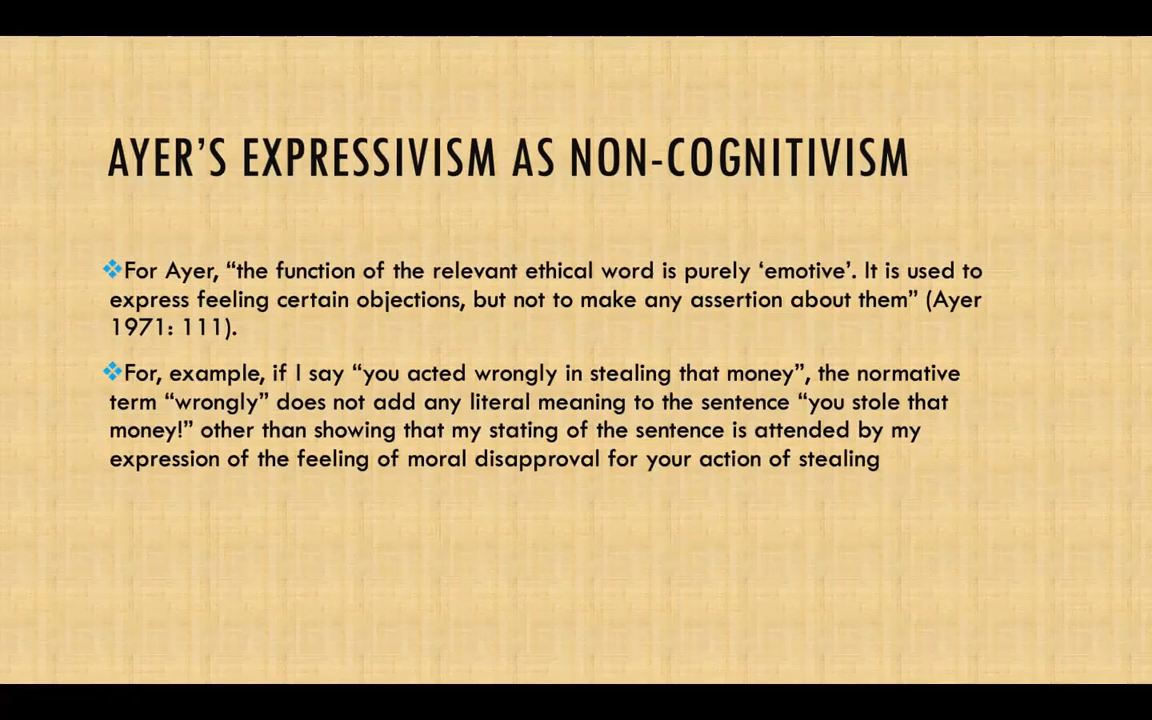 AYER’S EXPRESSIVISM AS NON-COGNITIVISM
❖For Ayer, “the function of the relevant ethical word is purely ‘emotive’. It is used to
express feeling certain objections, but not to make any assertion about them” (Ayer
1971: 111).
❖For, example, if I say “you acted wrongly in stealing that money”, the normative
term “wrongly” does not add any literal meaning to the sentence “you stole that
money!” other than showing that my stating of the sentence is attended by my
expression of the feeling of moral disapproval for your action of stealing